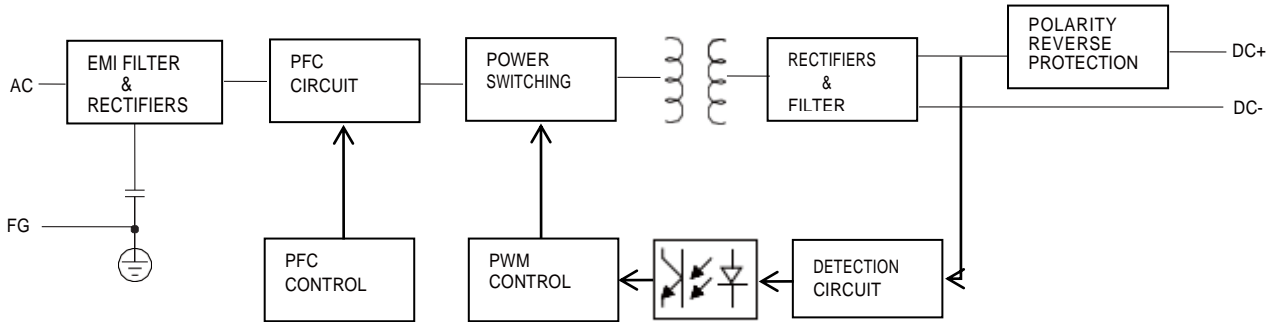 AC
EMI FILTER
&
RECTIFIERS
PFC
CIRCUIT
POWER
SWITCHING
RECTIFIERS
&
FILTER
POLARITY
REVERSE
PROTECTION
DC+
DC-
FG
PFC
CONTROL
PWM
CONTROL
DETECTION
CIRCUIT